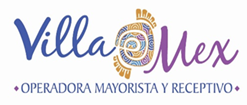 Villa Mex
• OPERADORA MAYORISTA Y RECEPTIVO •